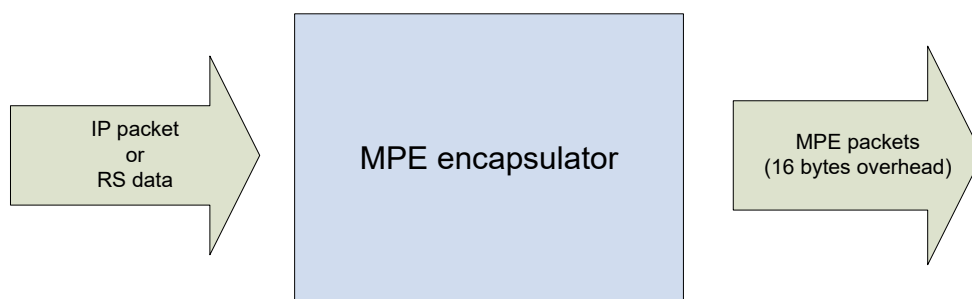 IP packet
or
RS data
MPE encapsulator
MPE packets
(16 bytes overhead)